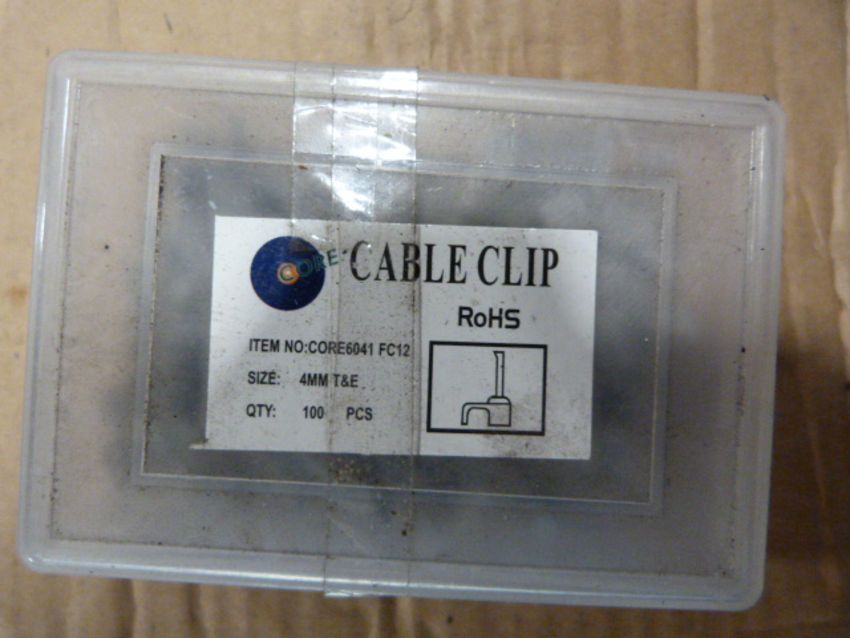 CORE
CABLE CLIP
RoHS
ITEM NO:CORE6041 FC12
SIZE: 4MM T&E
QTY: 100 PCS